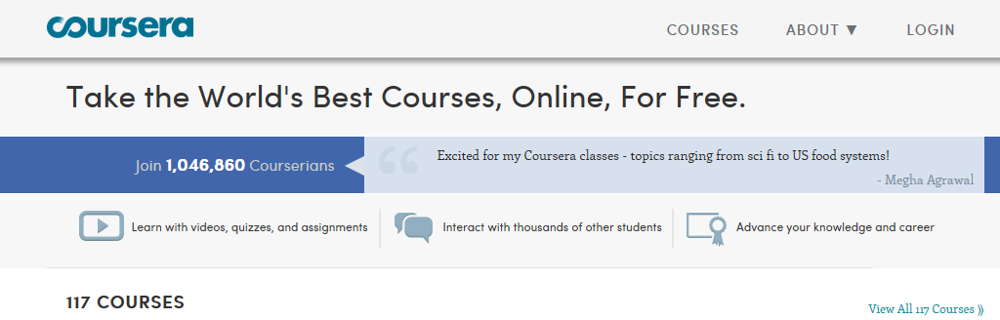 coursera
COURSES ABOUT ▼ LOGIN
Take the World's Best Courses, Online, For Free.
Join 1,046,860 Courserians
“ Excited for my Coursera classes - topics ranging from sci fi to US food systems!
- Megha Agrawal
Learn with videos, quizzes, and assignments
Interact with thousands of other students
Advance your knowledge and career
117 COURSES
View All 117 Courses ⟫